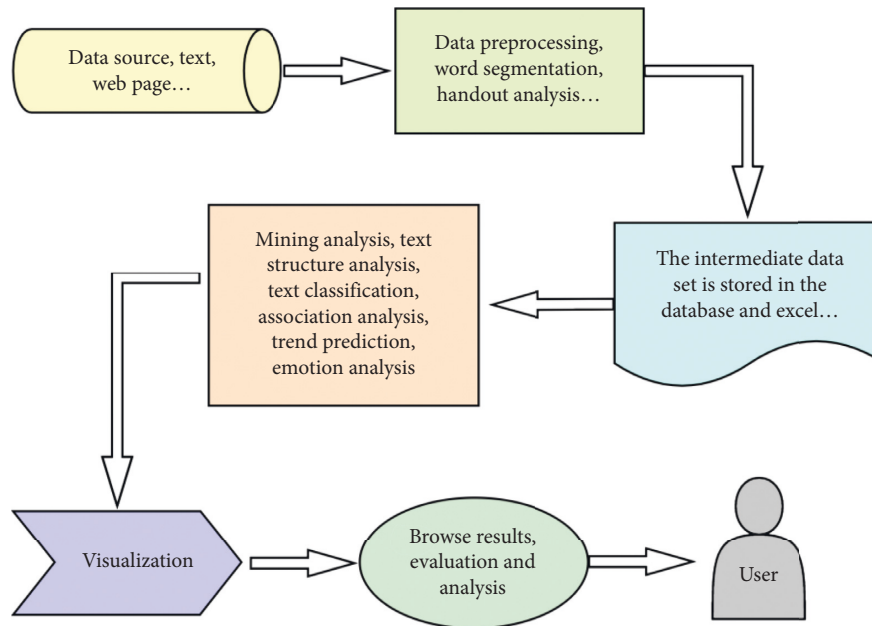 Data source, text,
web page…
Data preprocessing,
word segmentation,
handout analysis…
The intermediate data
set is stored in the
database and excel…
Mining analysis, text
structure analysis,
text classification,
association analysis,
trend prediction,
emotion analysis
Visualization
Browse results,
evaluation and
analysis
User